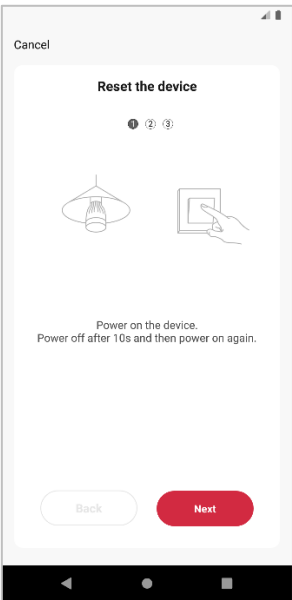 Cancel
Reset the device
1 2 3
Power on the device.
Power off after 10s and then power on again.
Back
Next